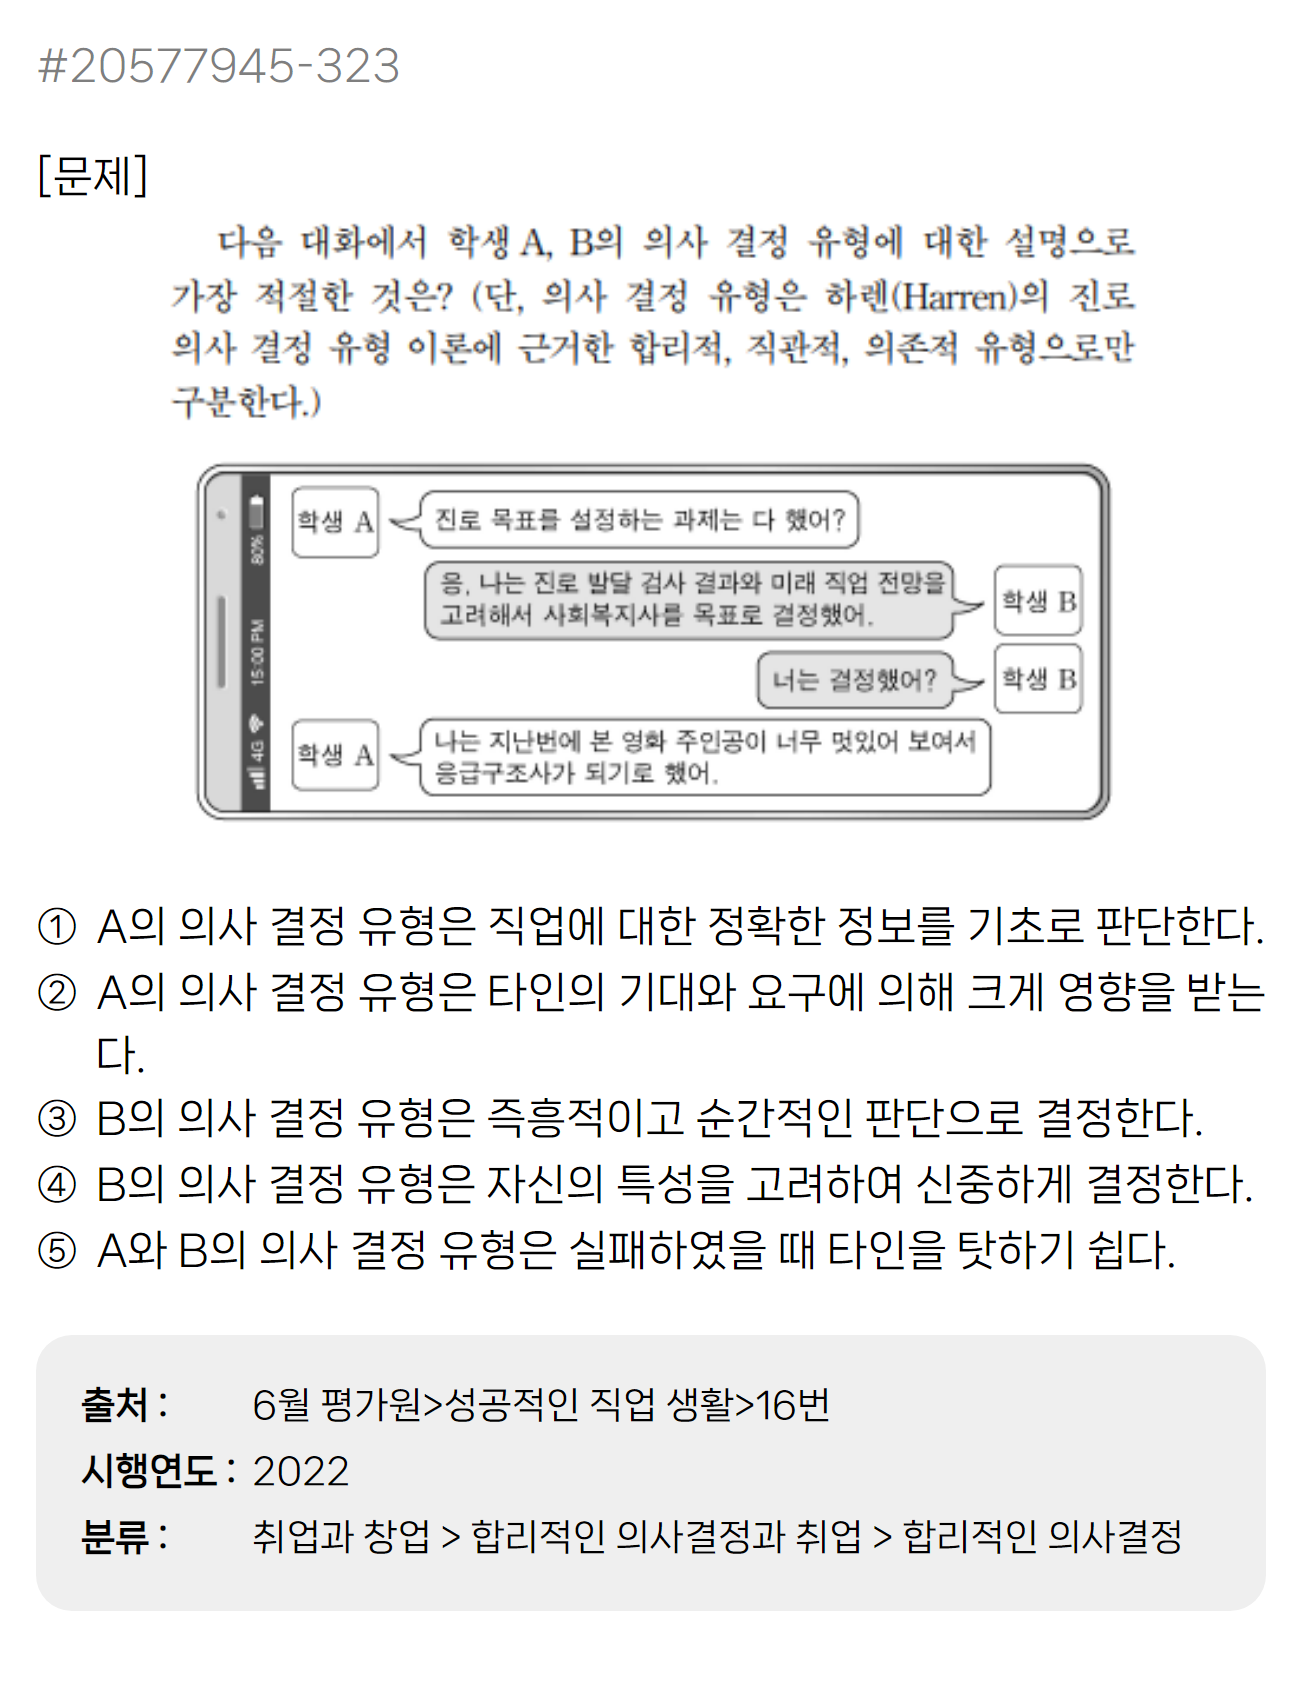 #20577945-323
[문제]
다음 대화에서 학생 A, B의 의사 결정 유형에 대한 설명으로
가장 적절한 것은? (단, 의사 결정 유형은 하렌(Harren)의 진로
의사 결정 유형 이론에 근거한 합리적, 직관적, 의존적 유형으로만
구분한다.)
80%
15:00 PM
4G
학생 A
진로 목표를 설정하는 과제는 다 했어?
응, 나는 진로 발달 검사 결과와 미래 직업 전망을
고려해서 사회복지사를 목표로 결정했어.
학생 B
너는 결정했어?
학생 B
학생 A
나는 지난번에 본 영화 주인공이 너무 멋있어 보여서
응급구조사가 되기로 했어.
① A의 의사 결정 유형은 직업에 대한 정확한 정보를 기초로 판단한다.
② A의 의사 결정 유형은 타인의 기대와 요구에 의해 크게 영향을 받는
다.
③ B의 의사 결정 유형은 즉흥적이고 순간적인 판단으로 결정한다.
④ B의 의사 결정 유형은 자신의 특성을 고려하여 신중하게 결정한다.
⑤ A와 B의 의사 결정 유형은 실패하였을 때 타인을 탓하기 쉽다.
출처 : 6월 평가원>성공적인 직업 생활>16번
시행연도 : 2022
분류 : 취업과 창업 > 합리적인 의사결정과 취업 > 합리적인 의사결정